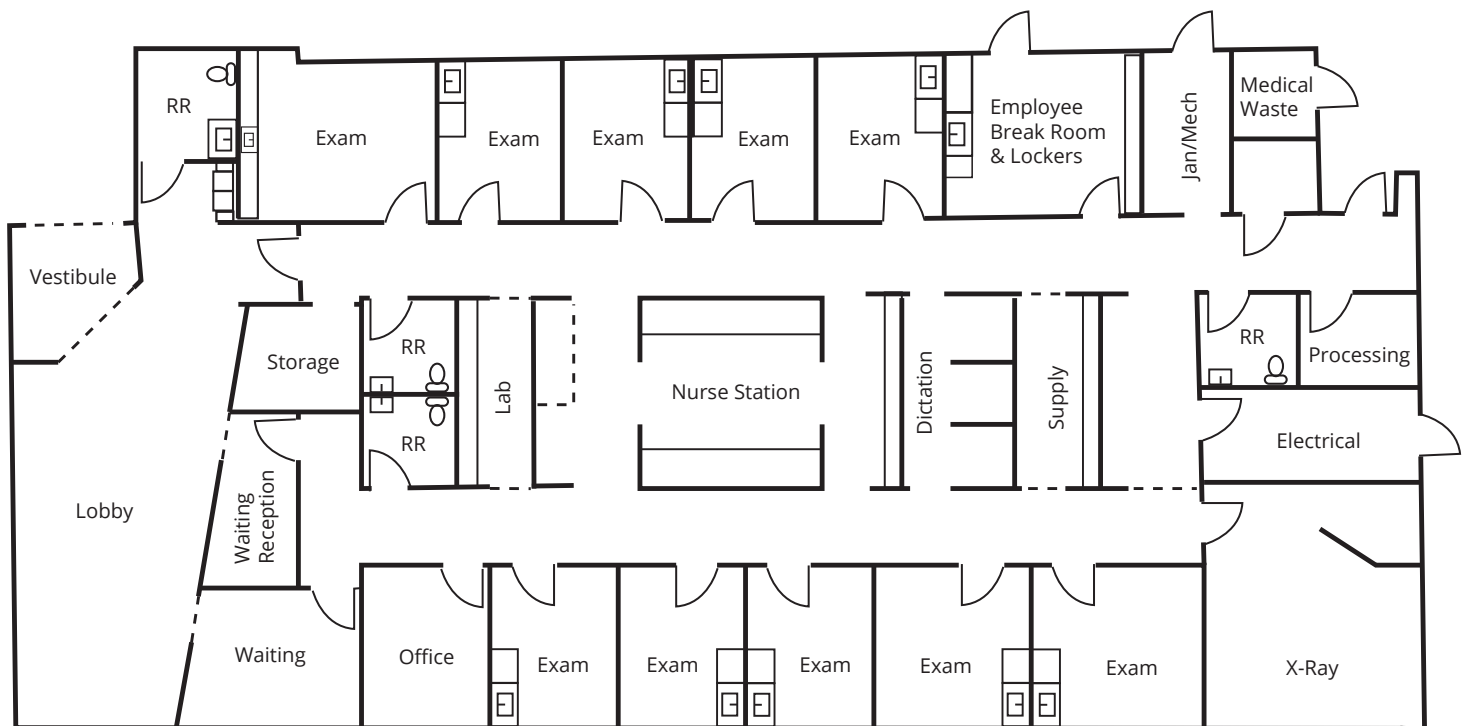 RR
Exam
Exam
Exam
Exam
Exam
Employee
Break Room
& Lockers
Jan/Mech
Medical
Waste
Vestibule
Storage
RR
RR
Lab
Nurse Station
Dictation
Supply
RR
Processing
Electrical
Lobby
Waiting
Reception
Waiting
Office
Exam
Exam
Exam
Exam
Exam
X-Ray